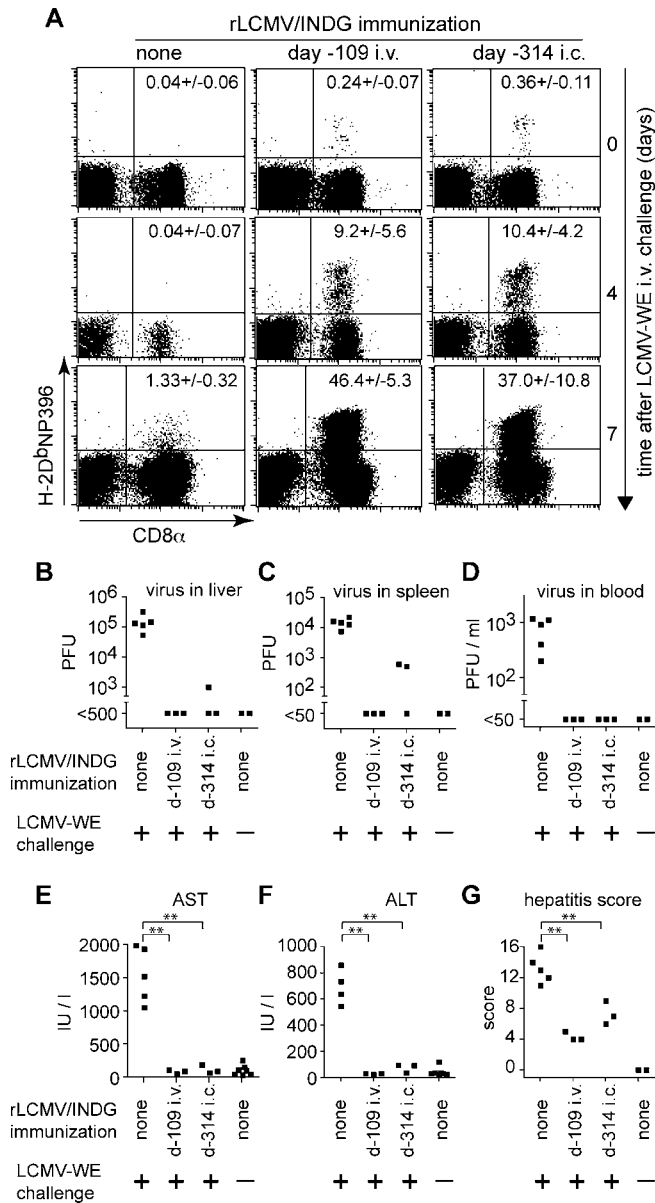 A
rLCMV/INDG immunization
none day -109 i.v. day -314 i.c.
0.04+/-0.06 0.24+/-0.07 0.36+/-0.11
0
0.04+/-0.07 9.2+/-5.6 10.4+/-4.2
4
1.33+/-0.32 46.4+/-5.3 37.0+/-10.8
7
time after LCMV-WE i.v. challenge (days)
H-2DᵇNP396
CD8α
B virus in liver
PFU
10⁶
10⁵
10⁴
10³
<500
none d-109 i.v. d-314 i.c. none
C virus in spleen
PFU
10⁵
10⁴
10³
10²
<50
none d-109 i.v. d-314 i.c. none
D virus in blood
PFU / ml
10³
10²
<50
none d-109 i.v. d-314 i.c. none
rLCMV/INDG
immunization
LCMV-WE
challenge
+ + + − + + + − + + + −
E AST
** **
IU / l
2000
1500
1000
500
0
none d-109 i.v. d-314 i.c. none
F ALT
** **
IU / l
1000
800
600
400
200
0
none d-109 i.v. d-314 i.c. none
G hepatitis score
** **
score
16
12
8
4
0
none d-109 i.v. d-314 i.c. none
rLCMV/INDG
immunization
LCMV-WE
challenge
+ + + − + + + − + + + −